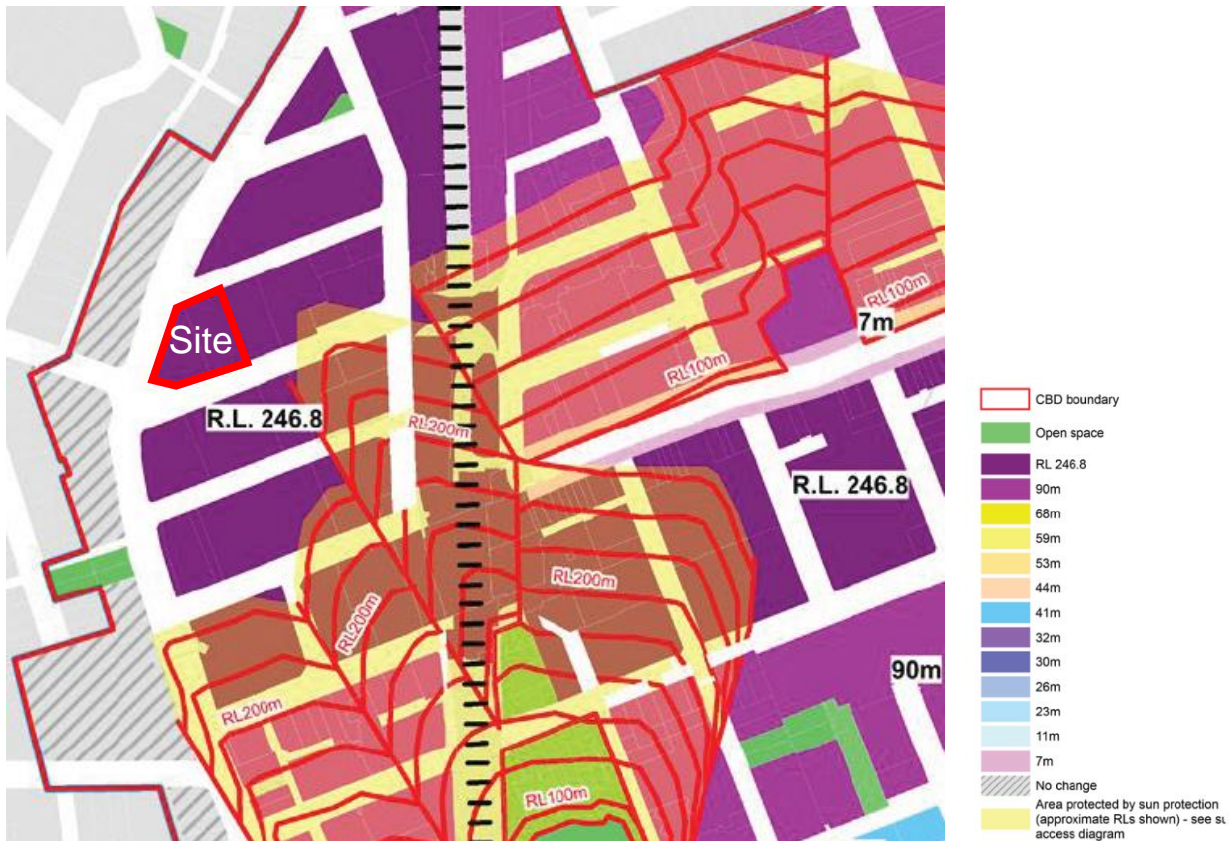 RL100m
7m
Site
RL100m
R.L. 246.8
RL200m
R.L. 246.8
RL200m
RL200m
90m
RL200m
RL100m
CBD boundary
Open space
RL 246.8
90m
68m
59m
53m
44m
41m
32m
30m
26m
23m
11m
7m
No change
Area protected by sun protection
(approximate RLs shown) - see su
access diagram